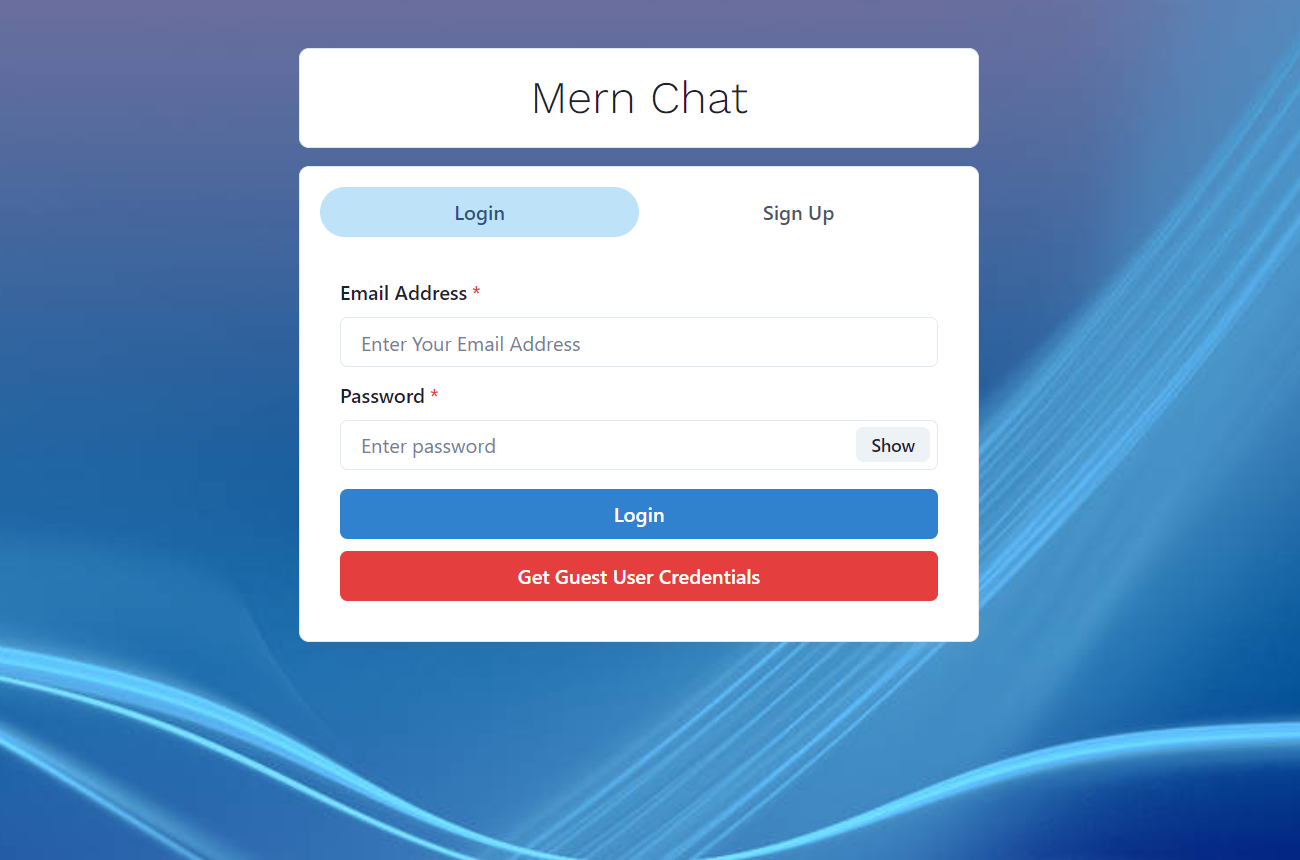 Mern Chat
Login Sign Up
Email Address *
Enter Your Email Address
Password *
Enter password Show
Login
Get Guest User Credentials